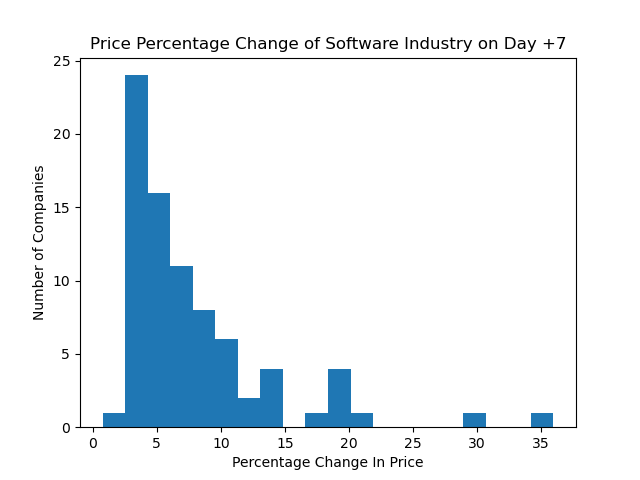 Price Percentage Change of Software Industry on Day +7
25
20
15
10
5
0
Number of Companies
0 5 10 15 20 25 30 35
Percentage Change In Price